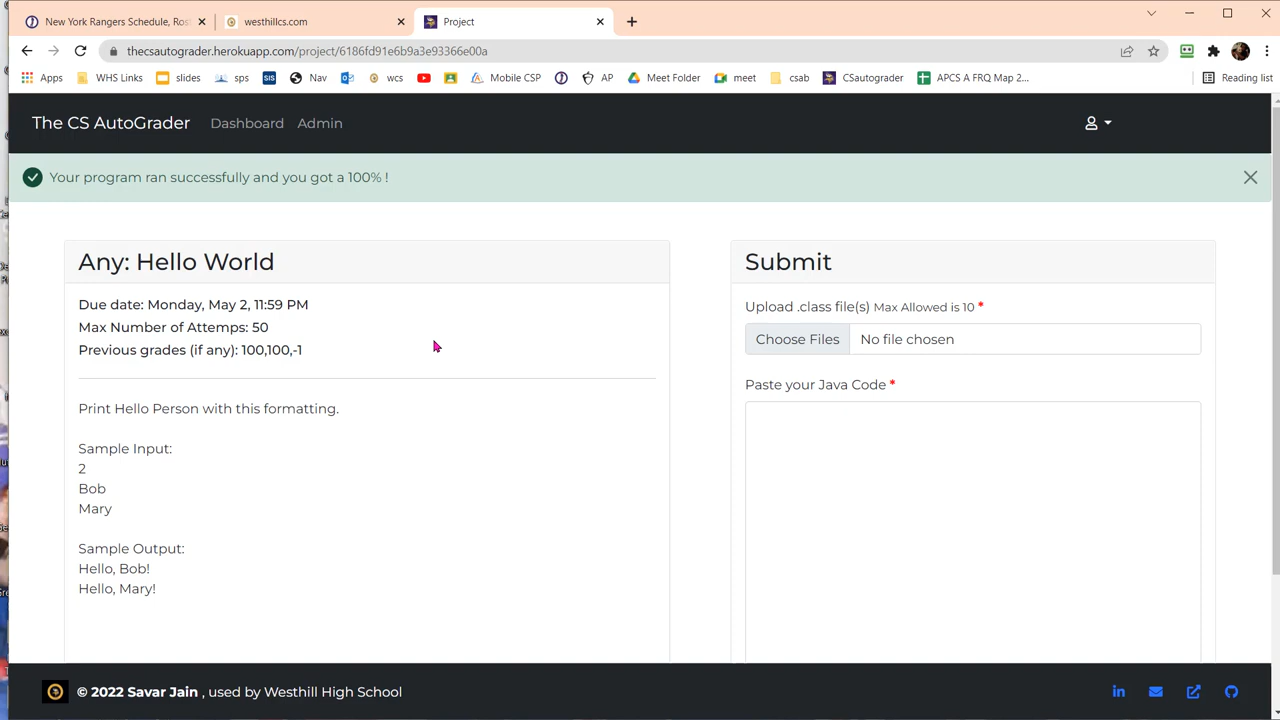 New York Rangers Schedule, Ros
westhillcs.com
Project
thecsautograder.herokuapp.com/project/6186fd91e6b9a3e93366e00a
Apps
WHS Links
slides
sps
SIS
Nav
wcs
Mobile CSP
AP
Meet Folder
meet
csab
CSautograder
APCS A FRQ Map 2...
Reading list
The CS AutoGrader
Dashboard
Admin
Your program ran successfully and you got a 100% !
Any: Hello World
Due date: Monday, May 2, 11:59 PM
Max Number of Attemps: 50
Previous grades (if any): 100,100,-1
Print Hello Person with this formatting.
Sample Input:
2
Bob
Mary
Sample Output:
Hello, Bob!
Hello, Mary!
Submit
Upload .class file(s) Max Allowed is 10 *
Choose Files No file chosen
Paste your Java Code *
© 2022 Savar Jain , used by Westhill High School